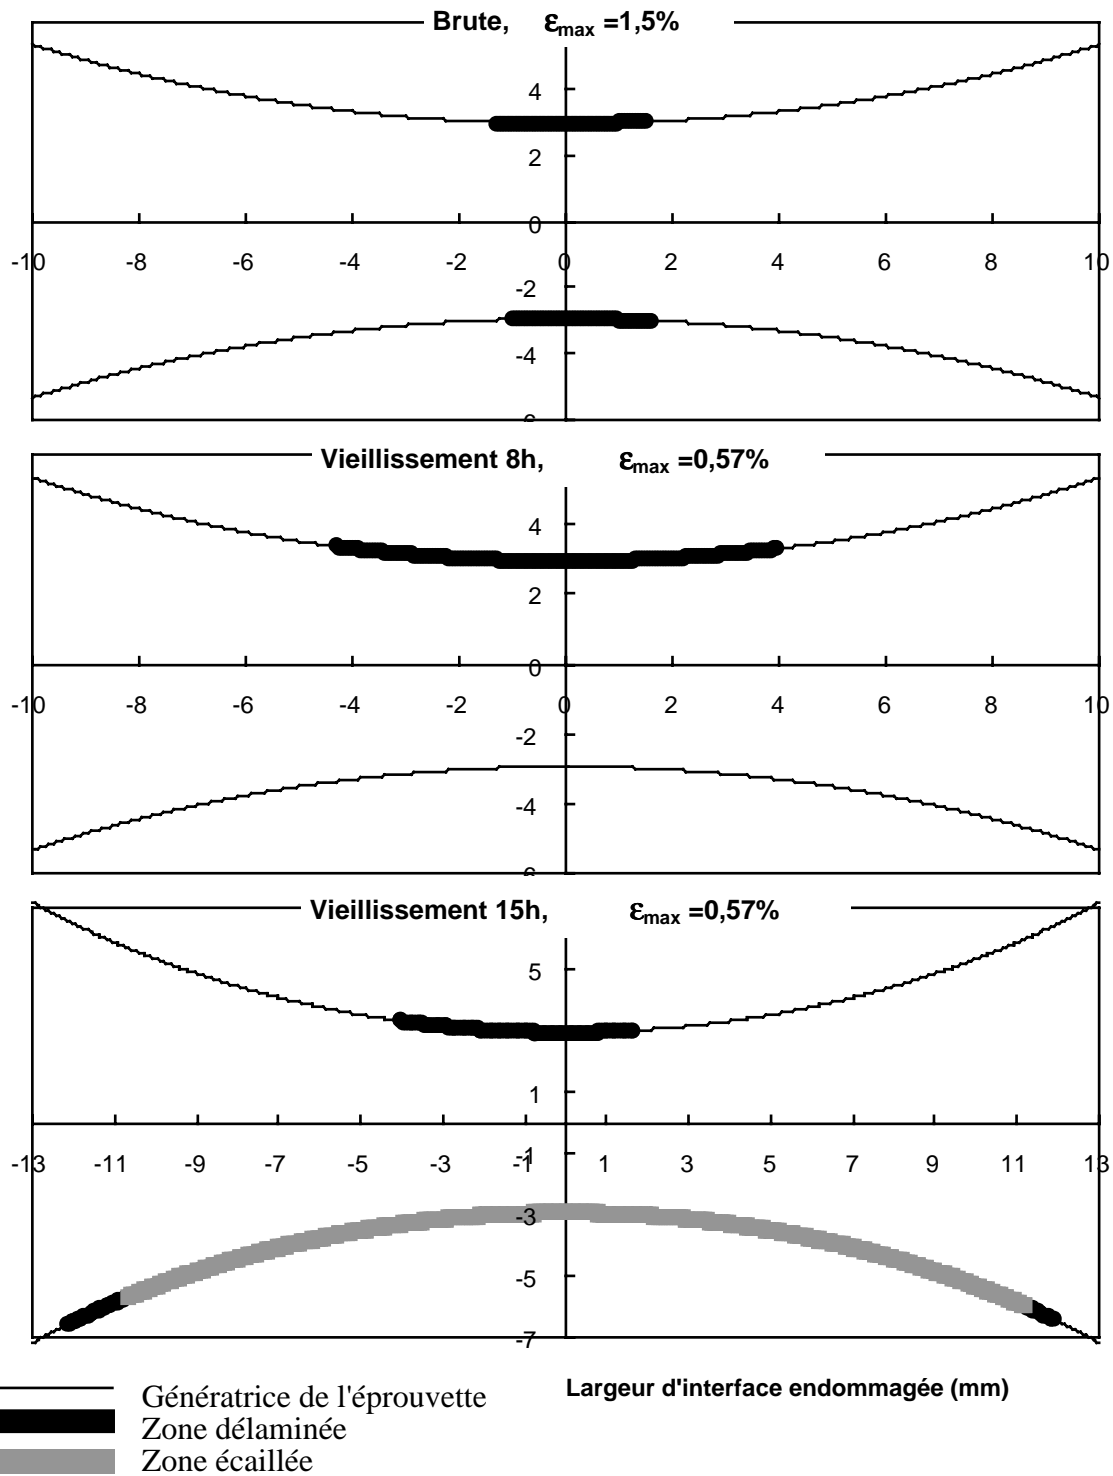 Brute, εmax =1,5%
4
2
0
-10 -8 -6 -4 -2 0 2 4 6 8 10
-2
-4
-6
Vieillissement 8h, εmax =0,57%
4
2
0
-10 -8 -6 -4 -2 0 2 4 6 8 10
-2
-4
-6
Vieillissement 15h, εmax =0,57%
5
1
-1
-13 -11 -9 -7 -5 -3 -1 1 3 5 7 9 11 13
-3
-5
-7
Largeur d'interface endommagée (mm)
Génératrice de l'éprouvette
Zone délaminée
Zone écaillée